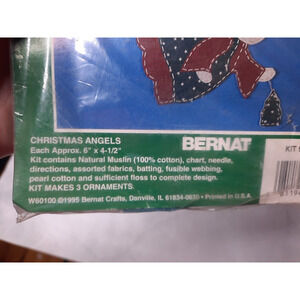 CHRISTMAS ANGELS
Each Approx. 6" x 4-1/2"
Kit contains Natural Muslin (100% cotton), chart, needle,
directions, assorted fabrics, batting, fusible webbing,
pearl cotton and sufficient floss to complete design.
KIT MAKES 3 ORNAMENTS.
W60100 ©1995 Bernat Crafts, Danville, IL 61834-0630 • Printed in U.S.A.
BERNAT
KIT